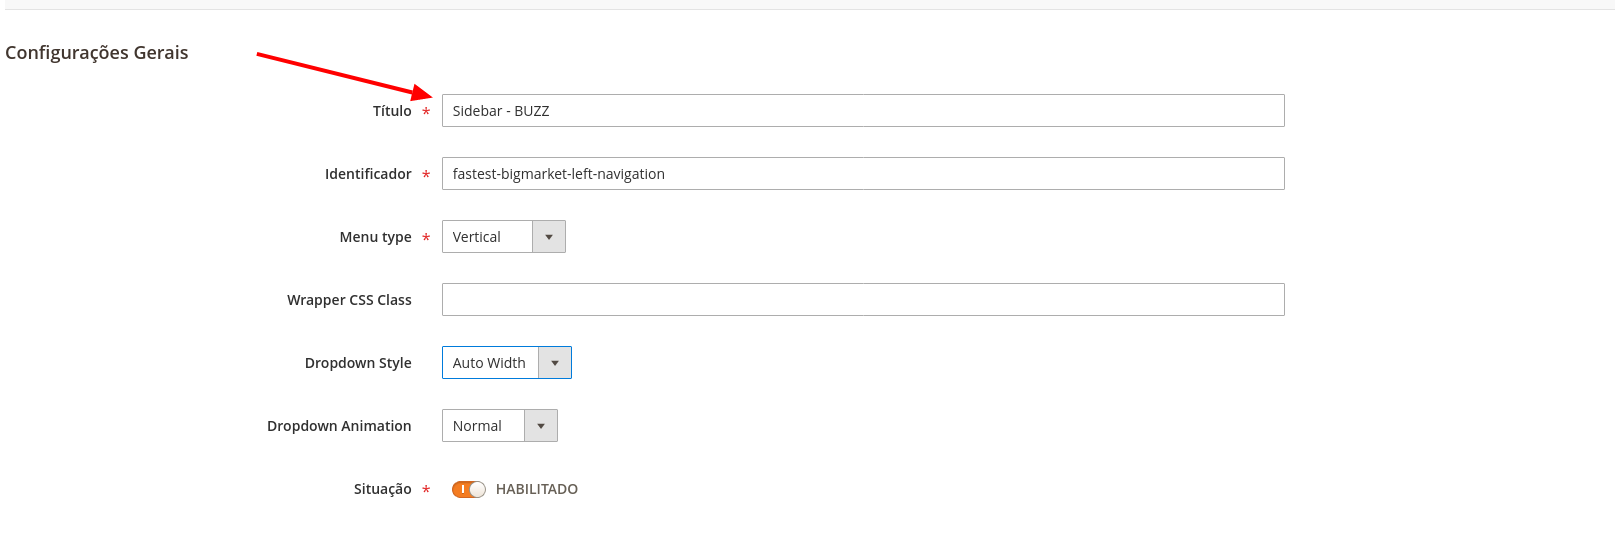 Configurações Gerais
Título *
Sidebar - BUZZ
Identificador *
fastest-bigmarket-left-navigation
Menu type *
Vertical
Wrapper CSS Class
Dropdown Style
Auto Width
Dropdown Animation
Normal
Situação *
HABILITADO